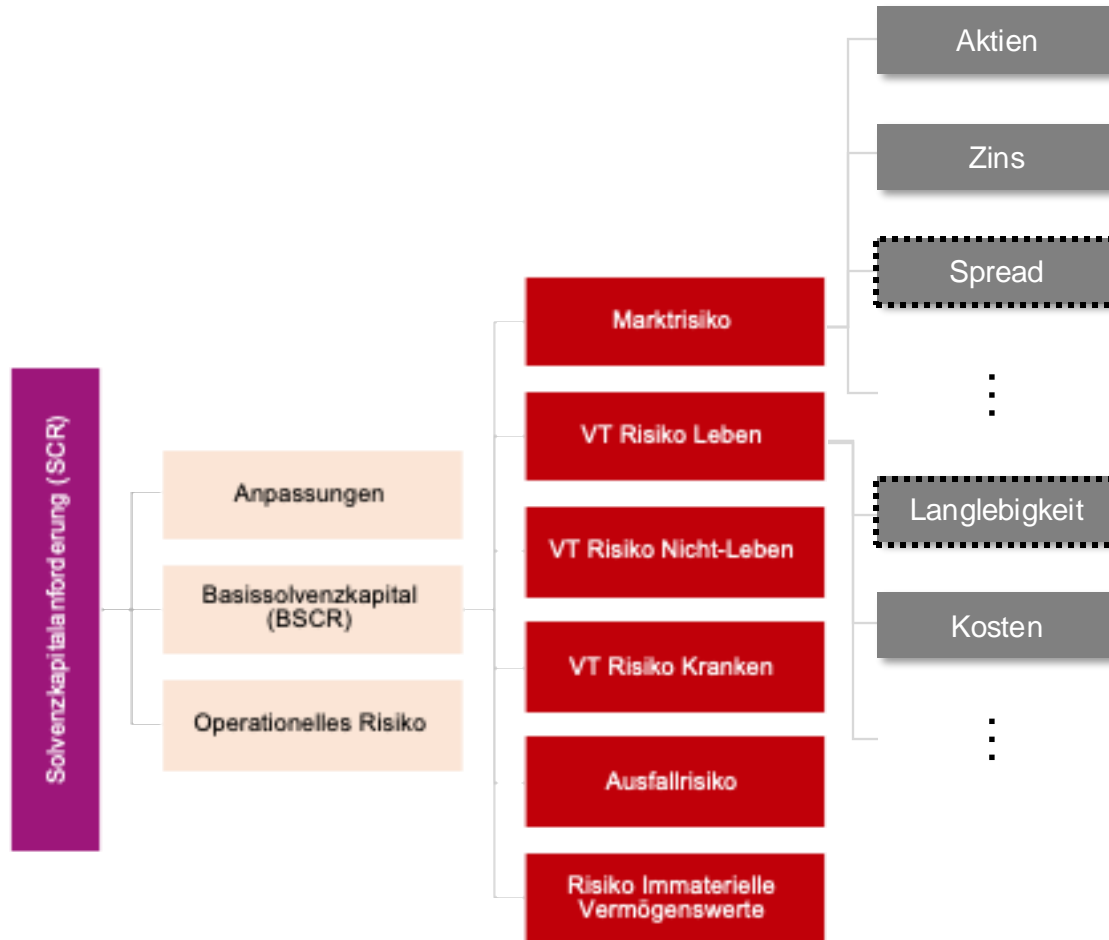 Solvenzkapitalanforderung (SCR)
Anpassungen
Basissolvenzkapital
(BSCR)
Operationelles Risiko
Marktrisiko
VT Risiko Leben
VT Risiko Nicht-Leben
VT Risiko Kranken
Ausfallrisiko
Risiko Immaterielle
Vermögenswerte
Aktien
Zins
Spread
⋮
Langlebigkeit
Kosten
⋮